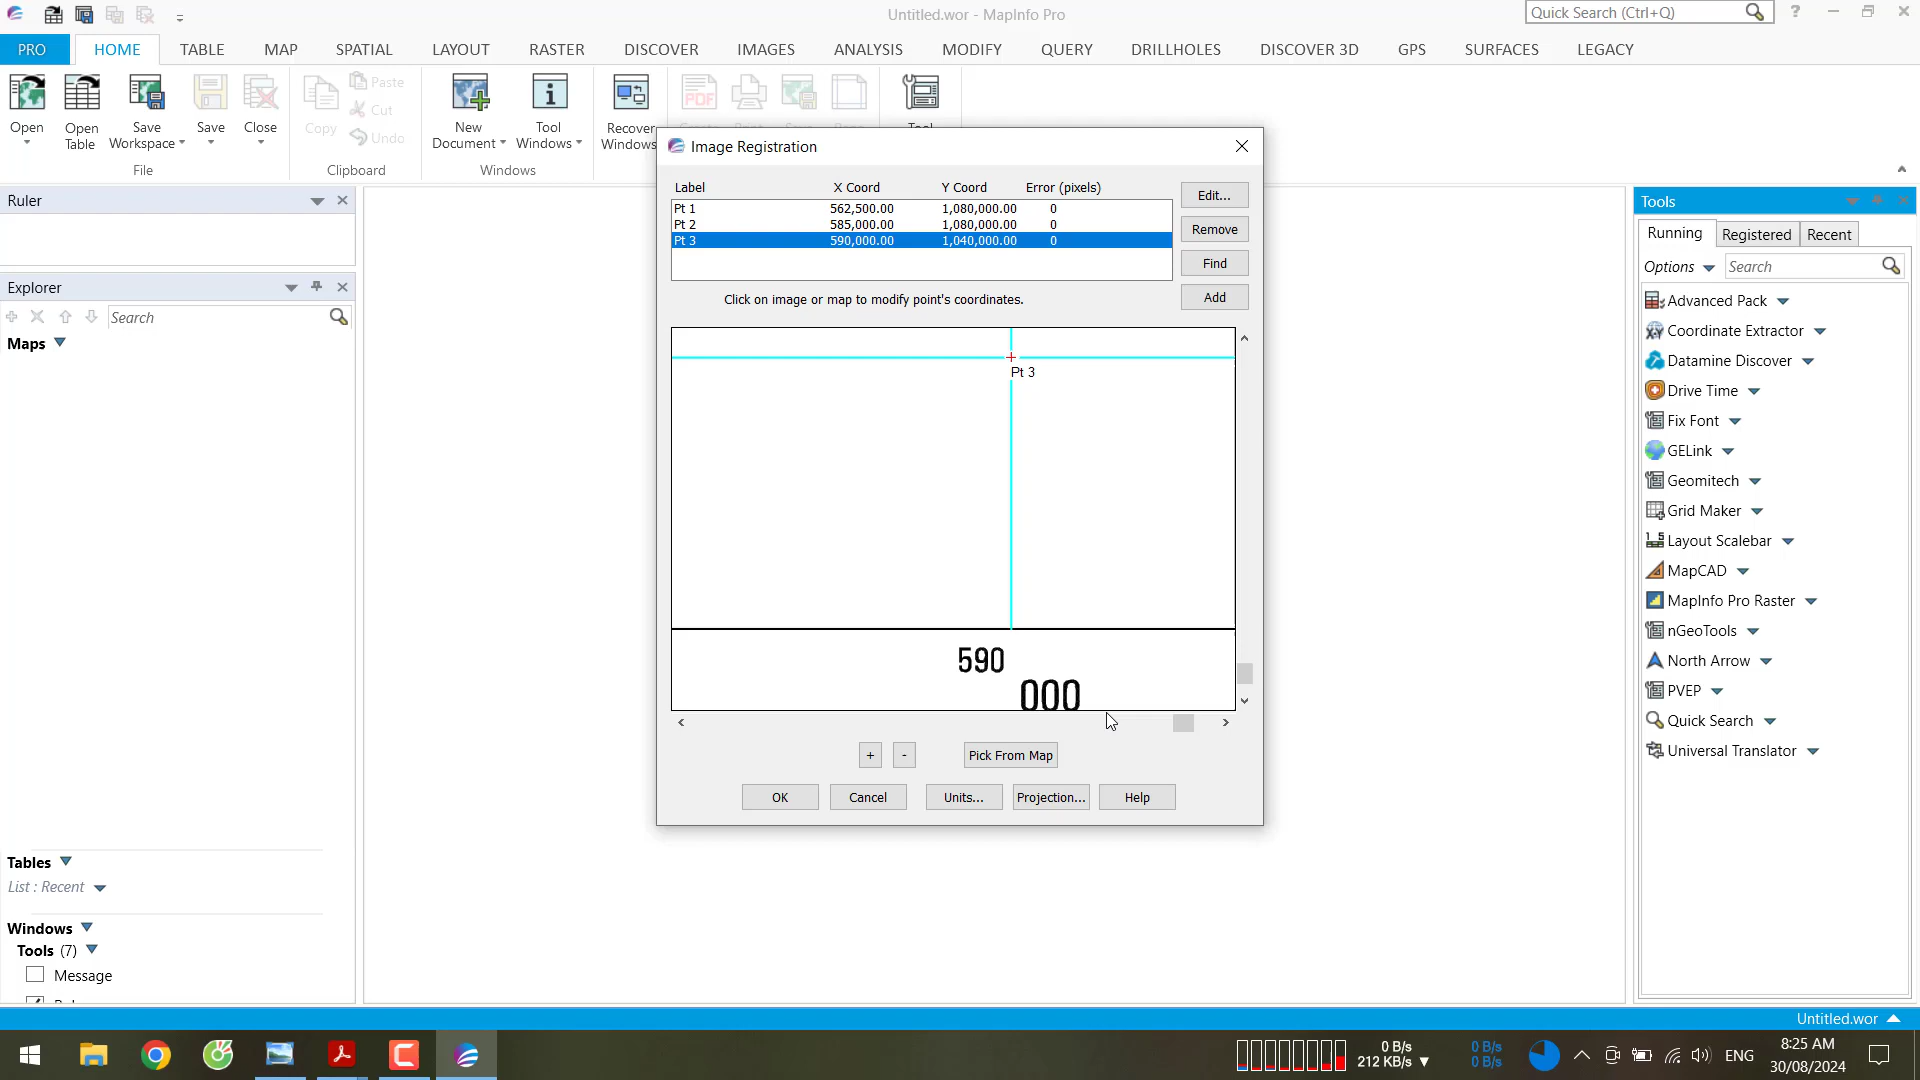 Untitled.wor - MapInfo Pro
Quick Search (Ctrl+Q)
PRO HOME TABLE MAP SPATIAL LAYOUT RASTER DISCOVER IMAGES ANALYSIS MODIFY QUERY DRILLHOLES DISCOVER 3D GPS SURFACES LEGACY
Open
Open Table
Save Workspace
Save
Close
Copy
Paste
Cut
Undo
New Document
Tool Windows
Recover Windows
PDF
File
Clipboard
Windows
Ruler
Explorer
Search
Maps
Tables
List : Recent
Windows
Tools (7)
Message
Image Registration
Label X Coord Y Coord Error (pixels)
Pt 1 562,500.00 1,080,000.00 0
Pt 2 585,000.00 1,080,000.00 0
Pt 3 590,000.00 1,040,000.00 0
Edit...
Remove
Find
Add
Click on image or map to modify point's coordinates.
Pt 3
590
000
+ - Pick From Map
OK Cancel Units... Projection... Help
Tools
Running Registered Recent
Options Search
Advanced Pack
Coordinate Extractor
Datamine Discover
Drive Time
Fix Font
GELink
Geomitech
Grid Maker
Layout Scalebar
MapCAD
MapInfo Pro Raster
nGeoTools
North Arrow
PVEP
Quick Search
Universal Translator
Untitled.wor
0 B/s
212 KB/s
0 B/s
0 B/s
ENG
8:25 AM
30/08/2024